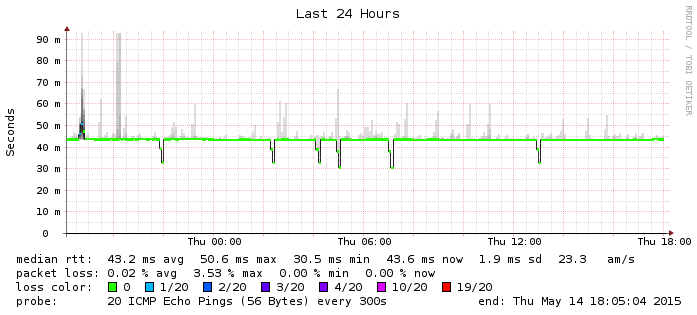 Last 24 Hours
RRDTOOL / TOBI OETIKER
Seconds
90 m
80 m
70 m
60 m
50 m
40 m
30 m
20 m
10 m
0
Thu 00:00 Thu 06:00 Thu 12:00 Thu 18:00
median rtt: 43.2 ms avg 50.6 ms max 30.5 ms min 43.6 ms now 1.9 ms sd 23.3 am/s
packet loss: 0.02 % avg 3.53 % max 0.00 % min 0.00 % now
loss color: 0 1/20 2/20 3/20 4/20 10/20 19/20
probe: 20 ICMP Echo Pings (56 Bytes) every 300s end: Thu May 14 18:05:04 2015